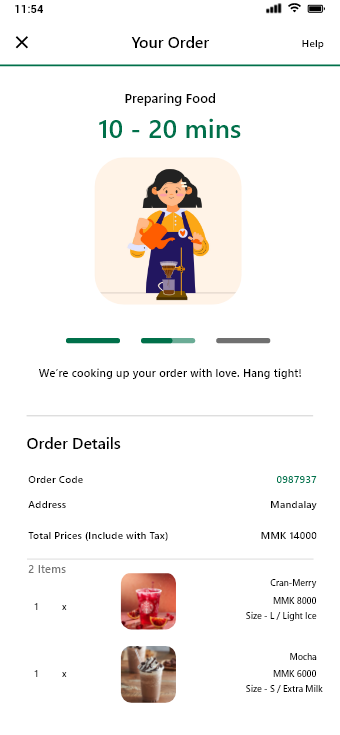 11:54
Your Order
Help
Preparing Food
10 - 20 mins
We're cooking up your order with love. Hang tight!
Order Details
Order Code 0987937
Address Mandalay
Total Prices (Include with Tax) MMK 14000
2 Items
Cran-Merry
MMK 8000
1 x
Size - L / Light Ice
Mocha
1 x MMK 6000
Size - S / Extra Milk